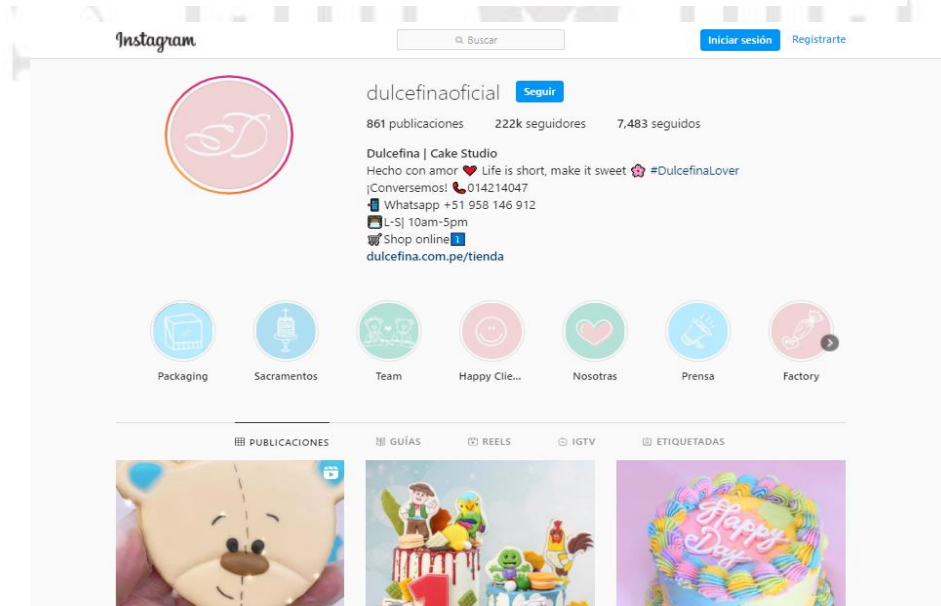 Instagram
Buscar
Iniciar sesión
Registrarte
dulcefinaoficial
Seguir
861 publicaciones 222k seguidores 7,483 seguidos
Dulcefina | Cake Studio
Hecho con amor ❤️ Life is short, make it sweet 🌸 #DulcefinaLover
¡Conversemos! 📞014214047
📲 Whatsapp +51 958 146 912
L-S| 10am-5pm
🛒Shop online
dulcefina.com.pe/tienda
Packaging
Sacramentos
Team
Happy Clie...
Nosotras
Prensa
Factory
PUBLICACIONES
GUÍAS
REELS
IGTV
ETIQUETADAS
1
Happy
Day